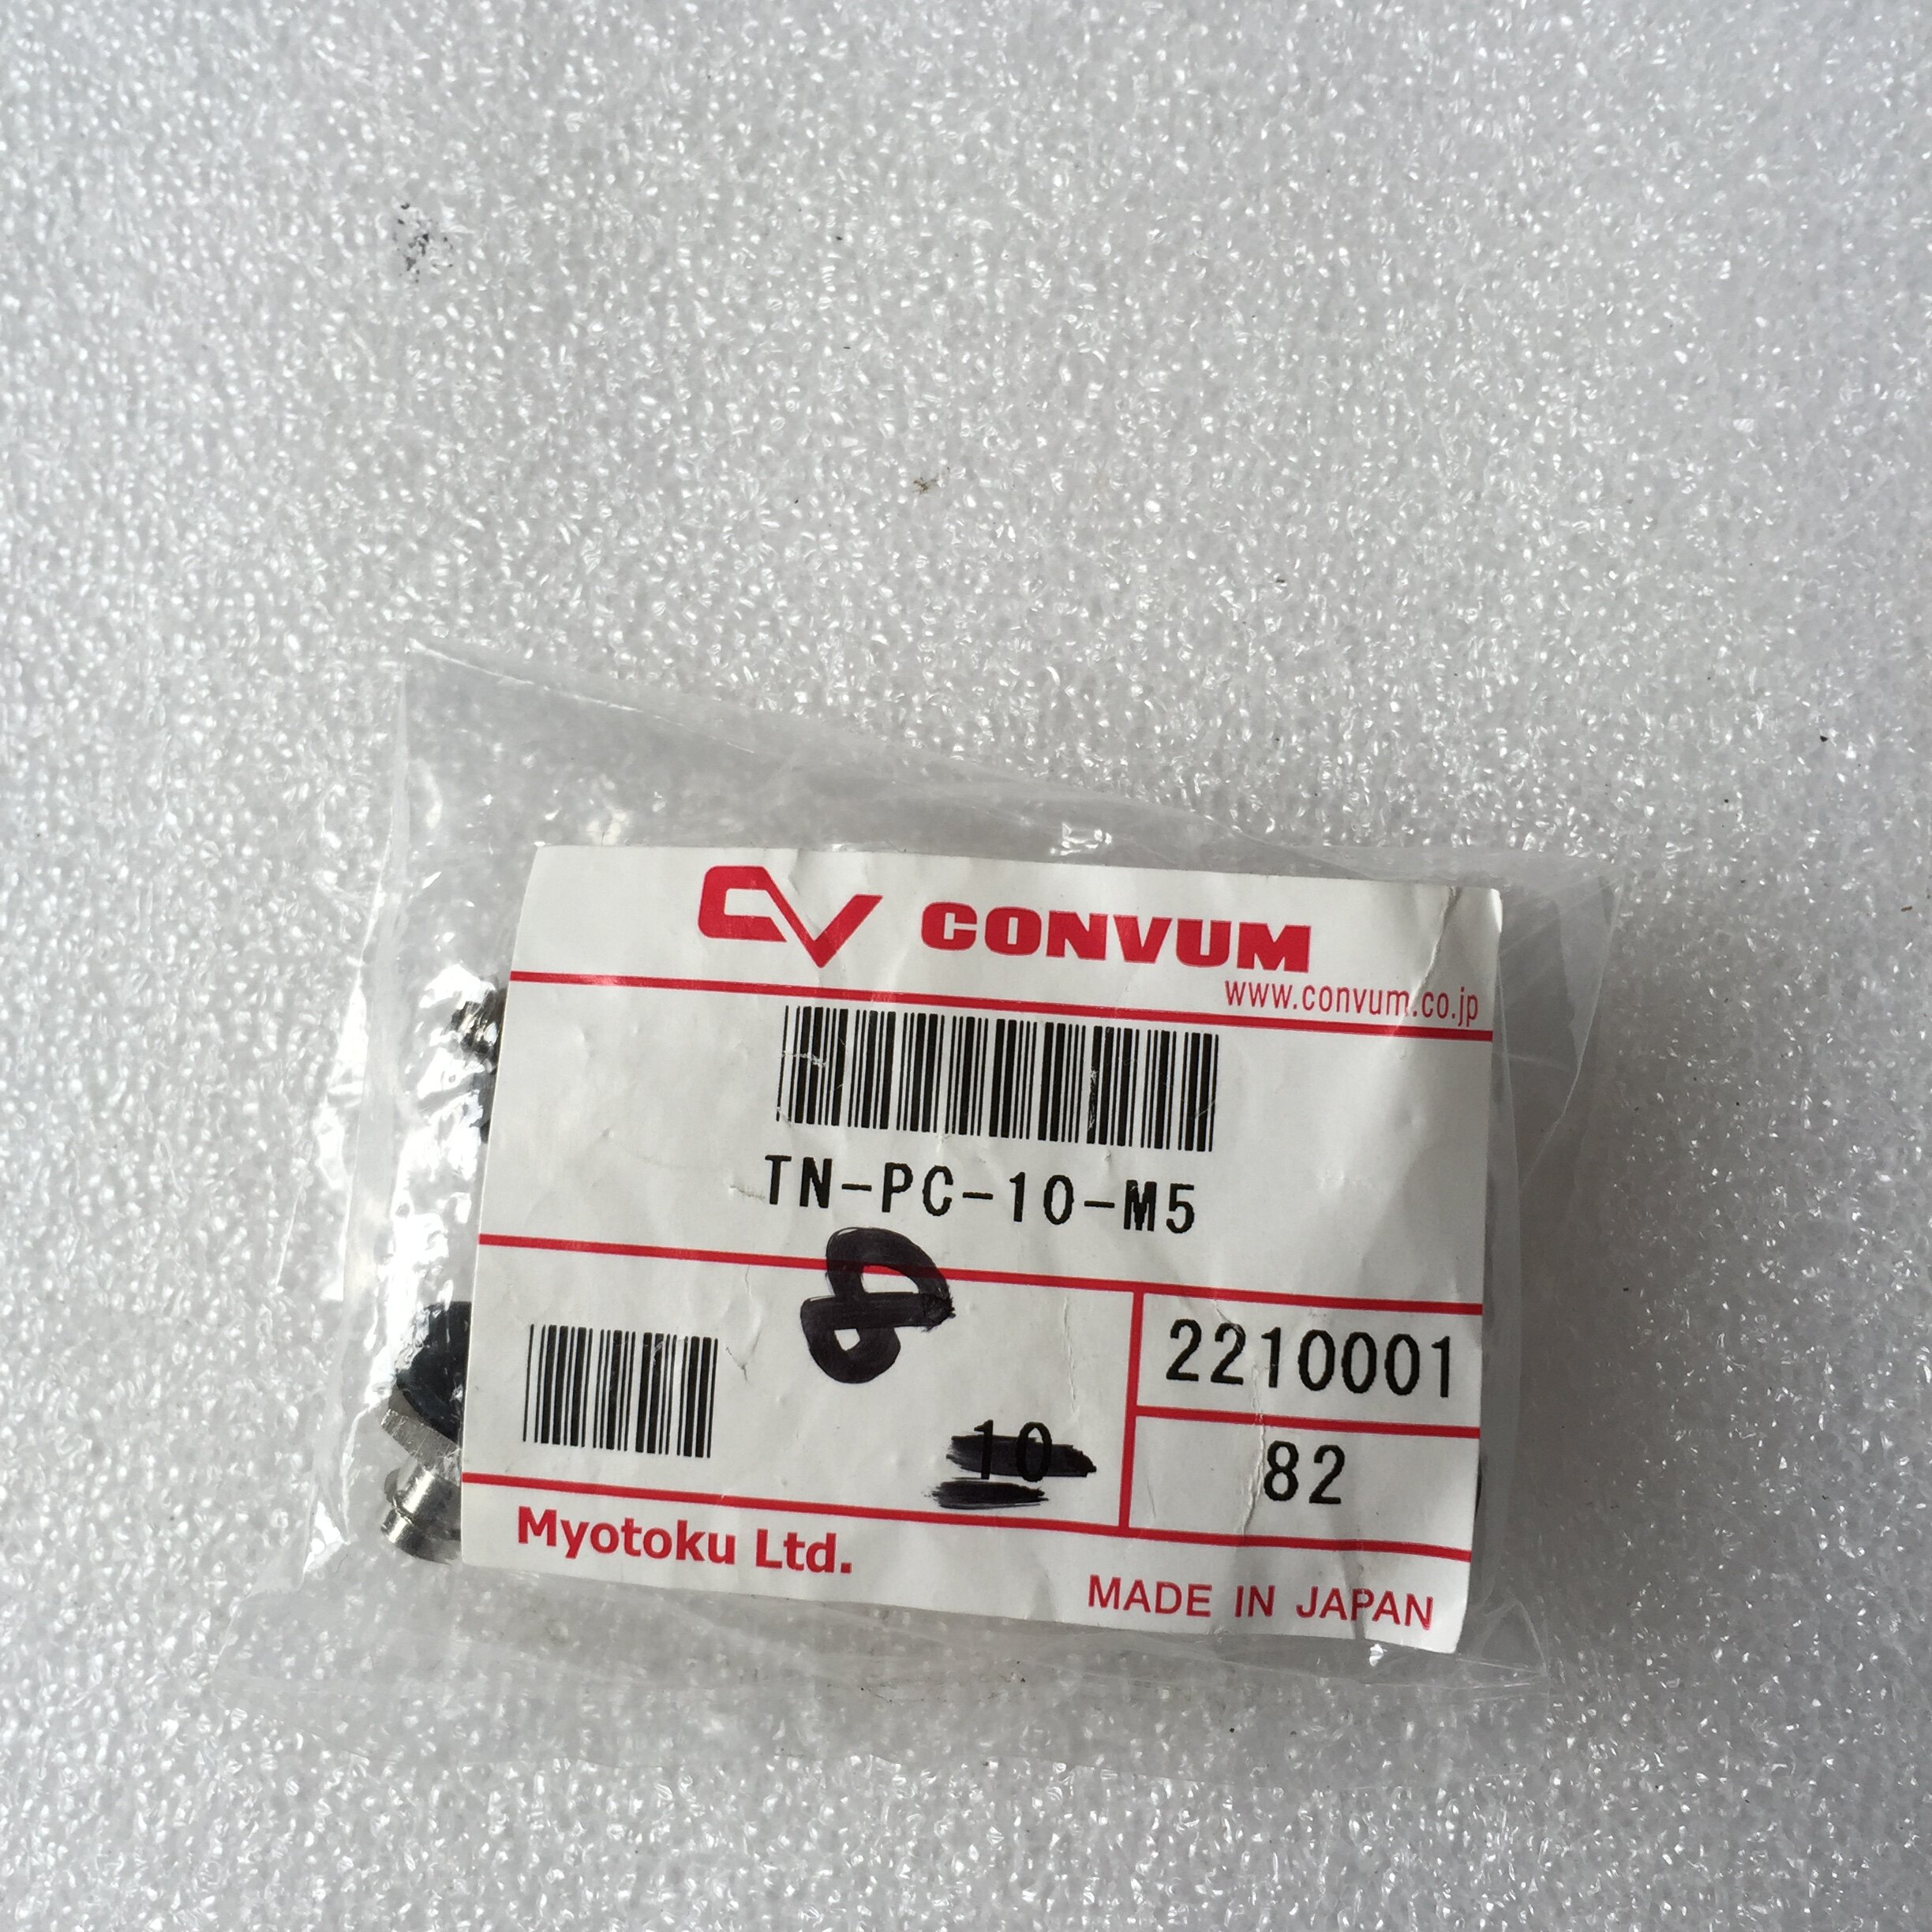 CV CONVUM
www.convum.co.jp
TN-PC-10-M5
8
2210001
10
82
Myotoku Ltd.
MADE IN JAPAN